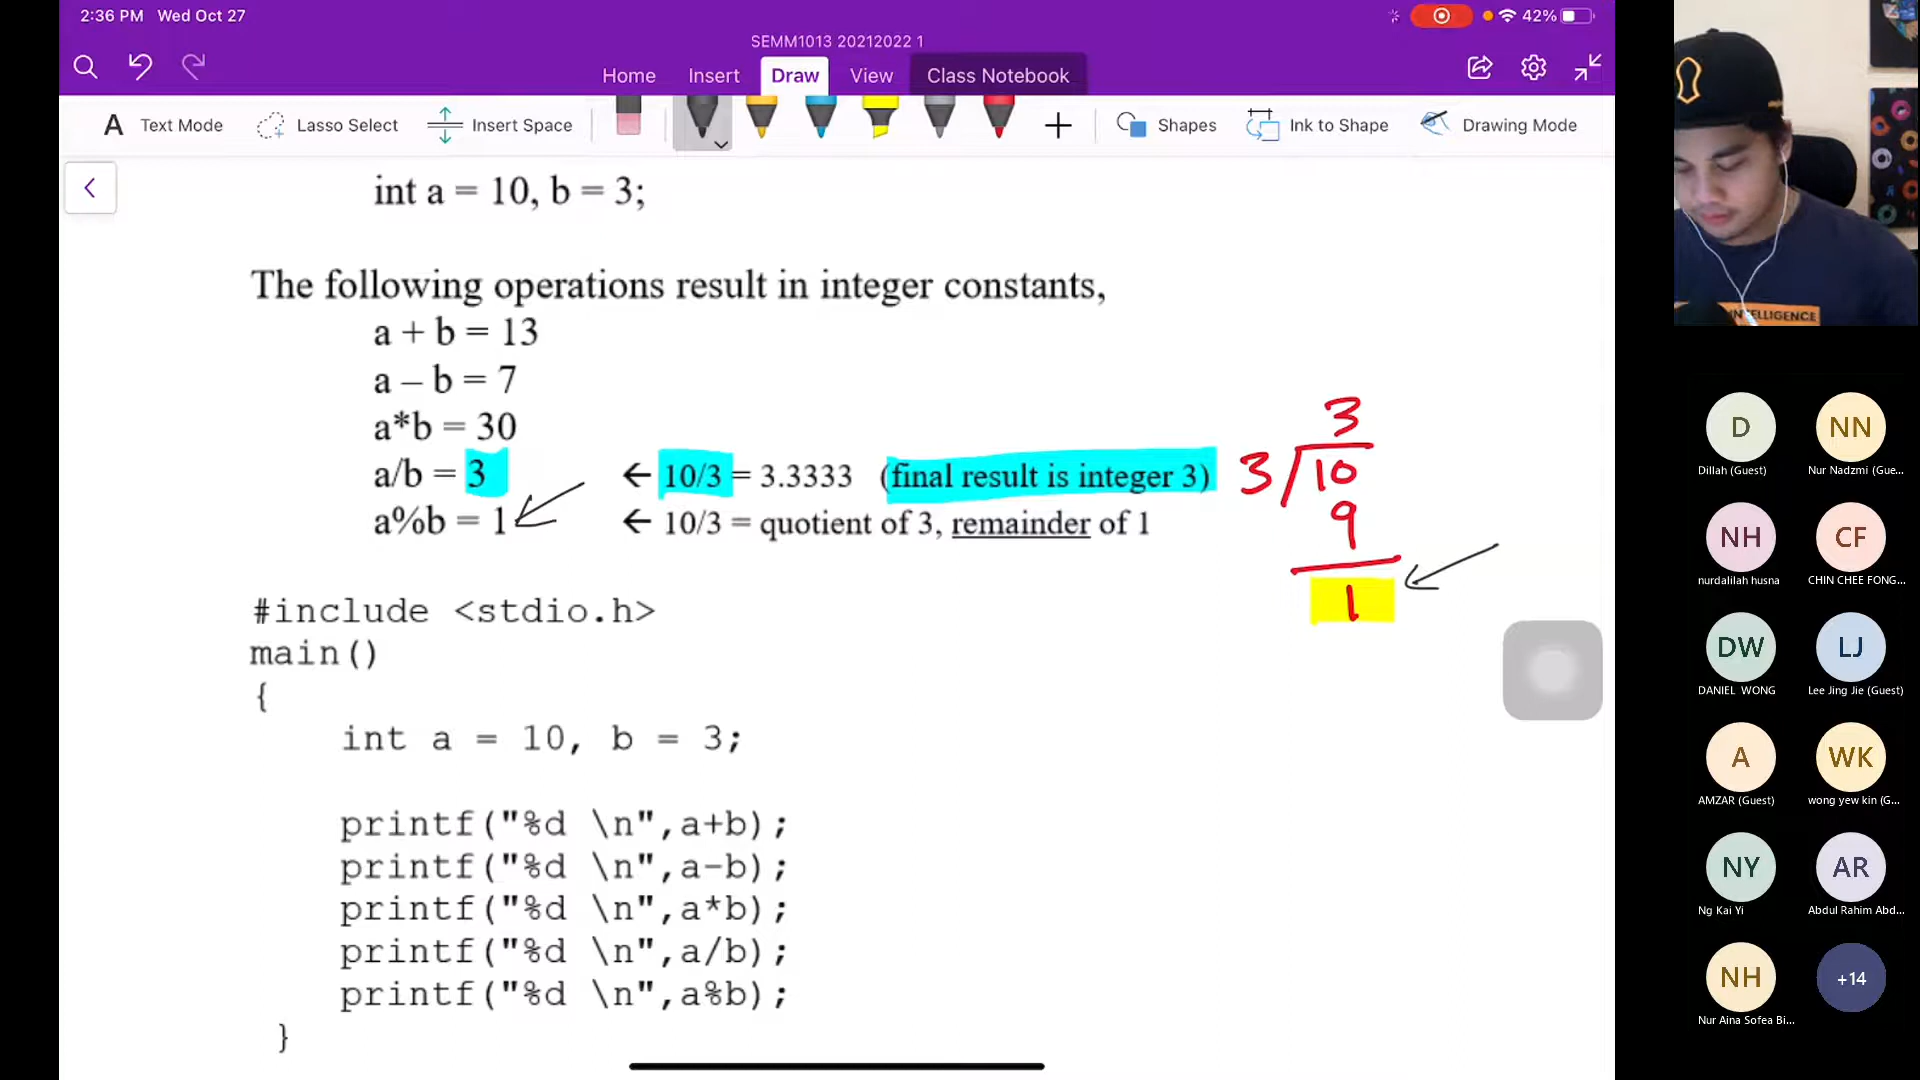 2:36 PM Wed Oct 27
42%
SEMM1013 20212022 1
Home Insert Draw View Class Notebook
A Text Mode Lasso Select Insert Space Shapes Ink to Shape Drawing Mode
int a = 10, b = 3;
The following operations result in integer constants,
a + b = 13
a – b = 7
a*b = 30
a/b = 3 ← 10/3 = 3.3333 (final result is integer 3)
a%b = 1 ← 10/3 = quotient of 3, remainder of 1
3
3 10
9
1
#include <stdio.h>
main()
{
int a = 10, b = 3;
printf("%d \n",a+b);
printf("%d \n",a-b);
printf("%d \n",a*b);
printf("%d \n",a/b);
printf("%d \n",a%b);
}
INTELLIGENCE
D NN
Dillah (Guest) Nur Nadzmi (Gue...
NH CF
nurdalilah husna CHIN CHEE FONG...
DW LJ
DANIEL WONG Lee Jing Jie (Guest)
A WK
AMZAR (Guest) wong yew kin (G...
NY AR
Ng Kai Yi Abdul Rahim Abd...
NH +14
Nur Aina Sofea Bi...